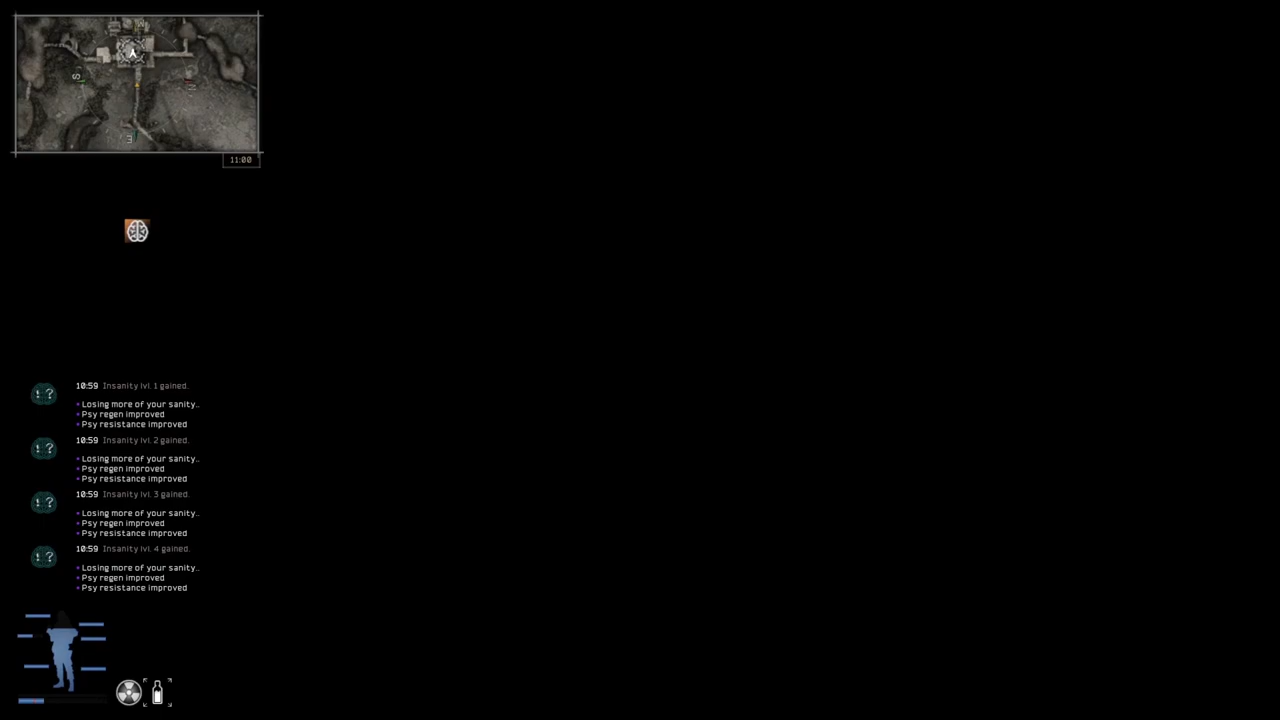 S
N
E
11:00
10:59 Insanity lvl. 1 gained.
Losing more of your sanity..
Psy regen improved
Psy resistance improved
10:59 Insanity lvl. 2 gained.
Losing more of your sanity..
Psy regen improved
Psy resistance improved
10:59 Insanity lvl. 3 gained.
Losing more of your sanity..
Psy regen improved
Psy resistance improved
10:59 Insanity lvl. 4 gained.
Losing more of your sanity..
Psy regen improved
Psy resistance improved